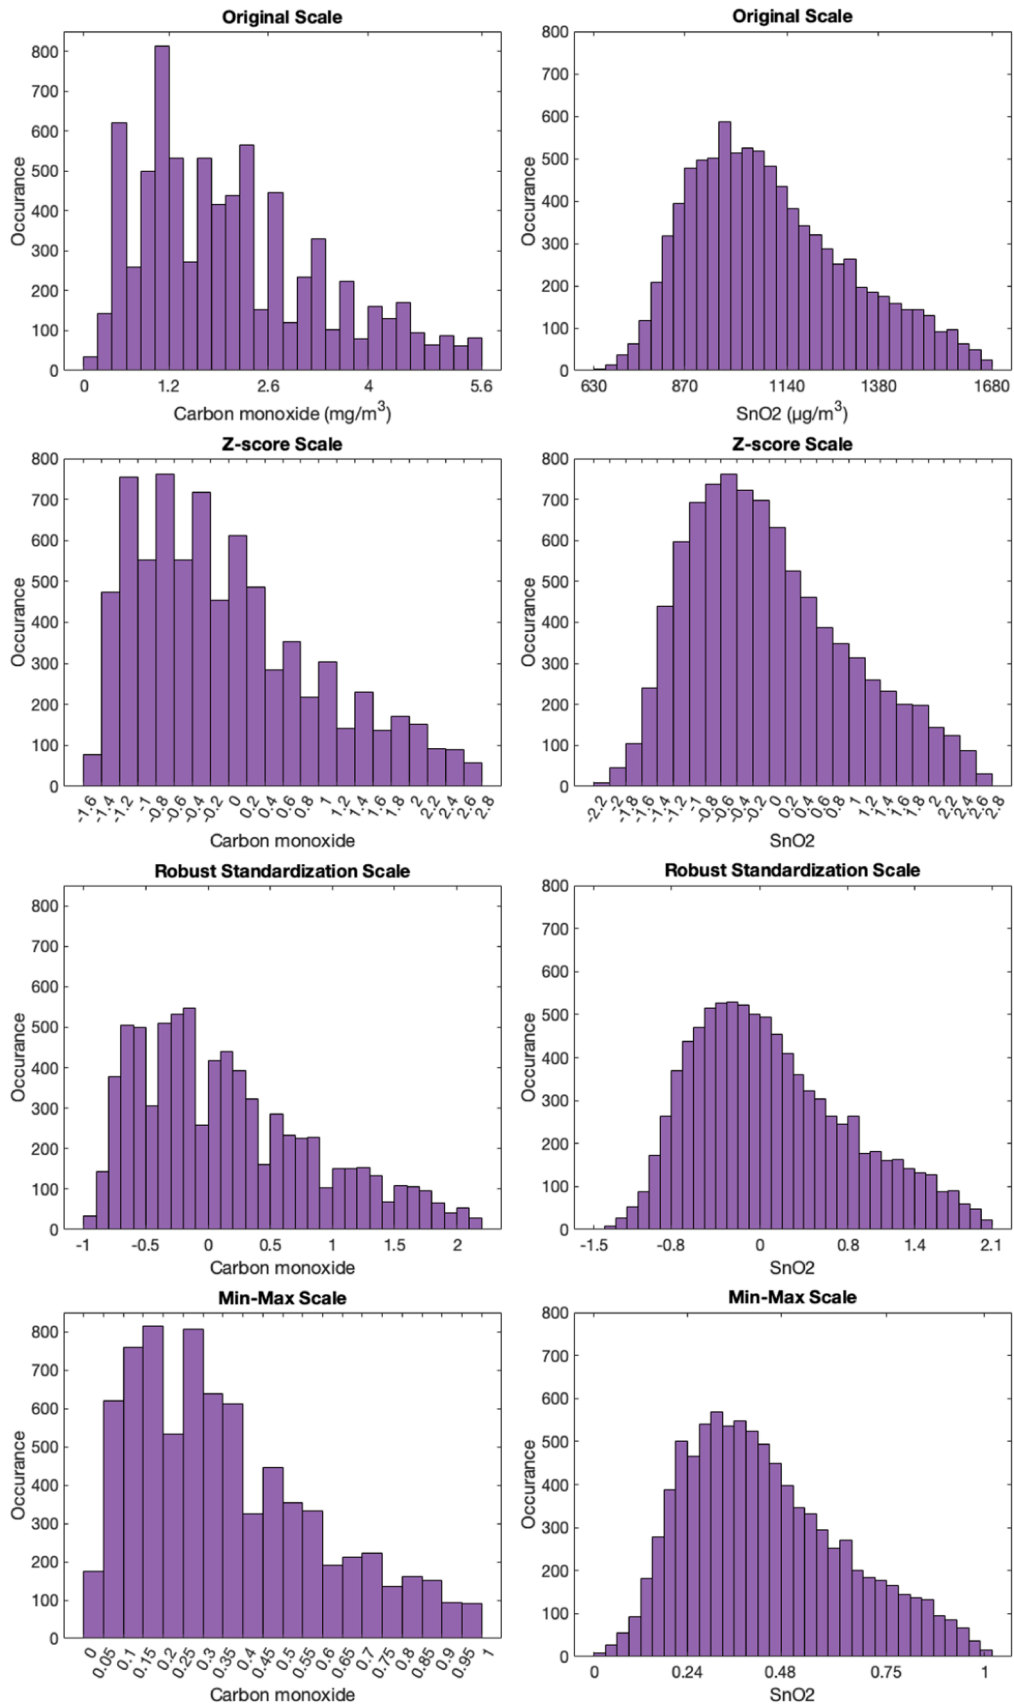 Original Scale
800
700
600
500
400
300
200
100
0
Occurance
0 1.2 2.6 4 5.6
Carbon monoxide (mg/m³)
Original Scale
800
700
600
500
400
300
200
100
0
Occurance
630 870 1140 1380 1680
SnO2 (µg/m³)
Z-score Scale
800
700
600
500
400
300
200
100
0
Occurance
-1.6 -1.4 -1.2 -1 -0.8 -0.6 -0.4 -0.2 0 0.2 0.4 0.6 0.8 1 1.2 1.4 1.6 1.8 2 2.2 2.4 2.6 2.8
Carbon monoxide
Z-score Scale
800
700
600
500
400
300
200
100
0
Occurance
-2.2 -2 -1.8 -1.6 -1.4 -1.2 -1 -0.8 -0.6 -0.4 -0.2 0 0.2 0.4 0.6 0.8 1 1.2 1.4 1.6 1.8 2 2.2 2.4 2.6 2.8
SnO2
Robust Standardization Scale
800
700
600
500
400
300
200
100
0
Occurance
-1 -0.5 0 0.5 1 1.5 2
Carbon monoxide
Robust Standardization Scale
800
700
600
500
400
300
200
100
0
Occurance
-1.5 -0.8 0 0.8 1.4 2.1
SnO2
Min-Max Scale
800
700
600
500
400
300
200
100
0
Occurance
0 0.05 0.1 0.15 0.2 0.25 0.3 0.35 0.4 0.45 0.5 0.55 0.6 0.65 0.7 0.75 0.8 0.85 0.9 0.95 1
Carbon monoxide
Min-Max Scale
800
700
600
500
400
300
200
100
0
Occurance
0 0.24 0.48 0.75 1
SnO2